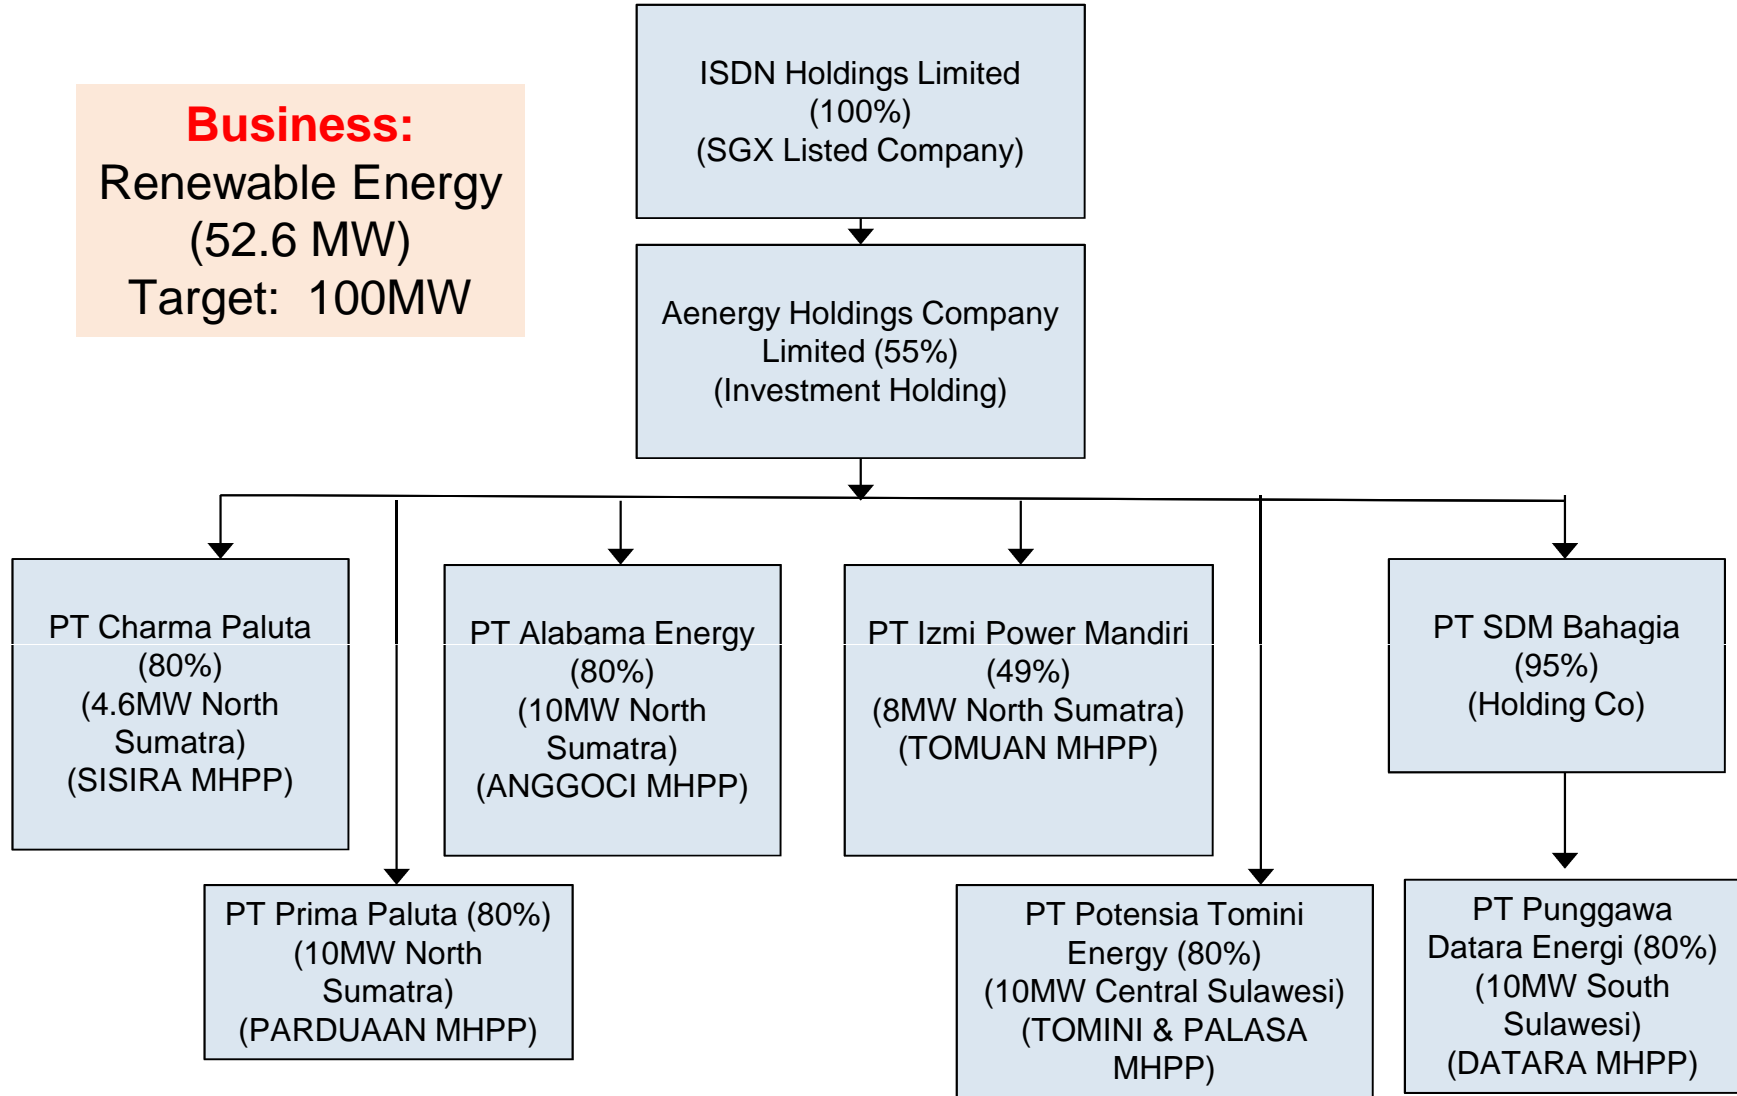 Business:
Renewable Energy
(52.6 MW)
Target: 100MW
ISDN Holdings Limited
(100%)
(SGX Listed Company)
Aenergy Holdings Company
Limited (55%)
(Investment Holding)
PT Charma Paluta
(80%)
(4.6MW North
Sumatra)
(SISIRA MHPP)
PT Alabama Energy
(80%)
(10MW North
Sumatra)
(ANGGOCI MHPP)
PT Izmi Power Mandiri
(49%)
(8MW North Sumatra)
(TOMUAN MHPP)
PT SDM Bahagia
(95%)
(Holding Co)
PT Prima Paluta (80%)
(10MW North
Sumatra)
(PARDUAAN MHPP)
PT Potensia Tomini
Energy (80%)
(10MW Central Sulawesi)
(TOMINI & PALASA
MHPP)
PT Punggawa
Datara Energi (80%)
(10MW South
Sulawesi)
(DATARA MHPP)